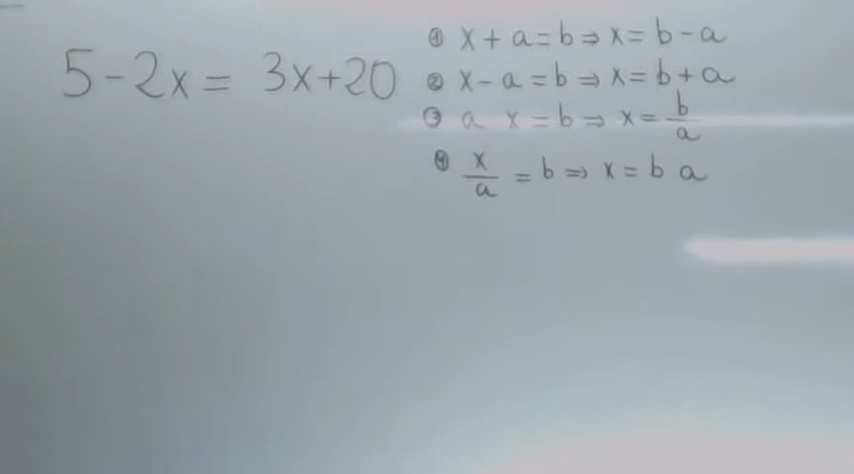 5 - 2x = 3x + 20
① x + a = b ⇒ x = b - a
② x - a = b ⇒ x = b + a
③ a x = b ⇒ x = b/a
④ x/a = b ⇒ x = b a